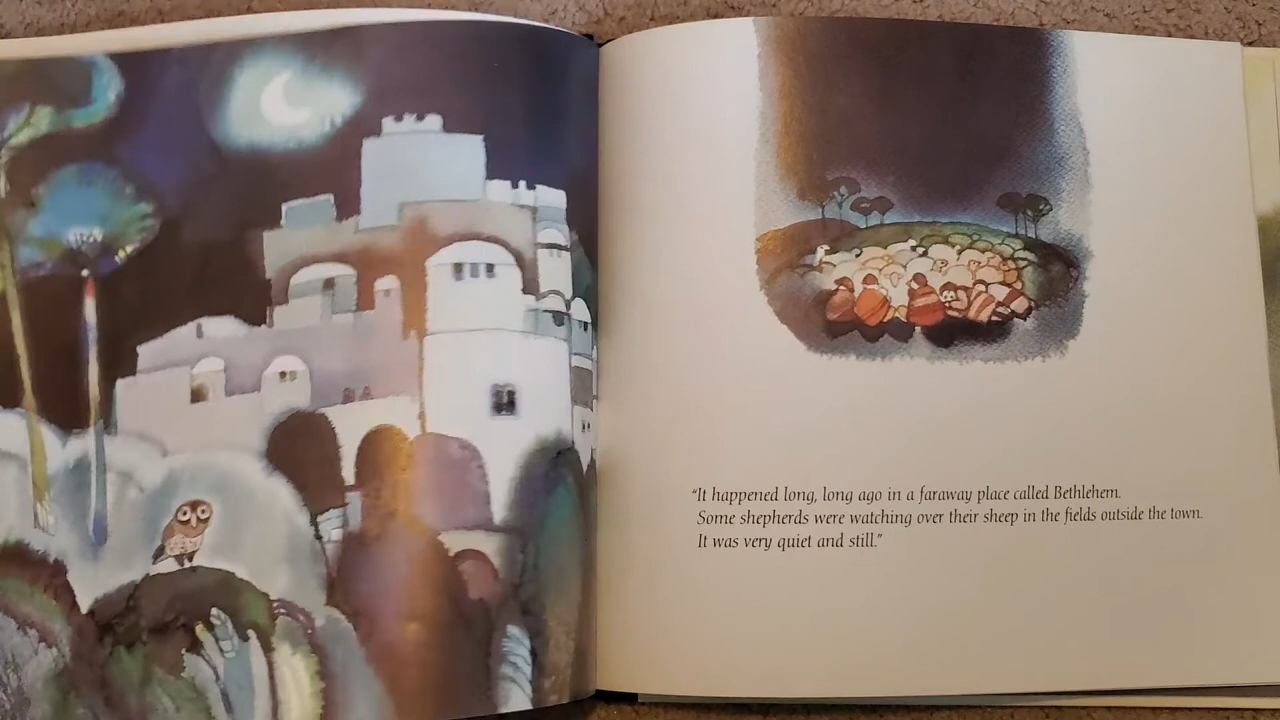 “It happened long, long ago in a faraway place called Bethlehem.
Some shepherds were watching over their sheep in the fields outside the town.
It was very quiet and still.”